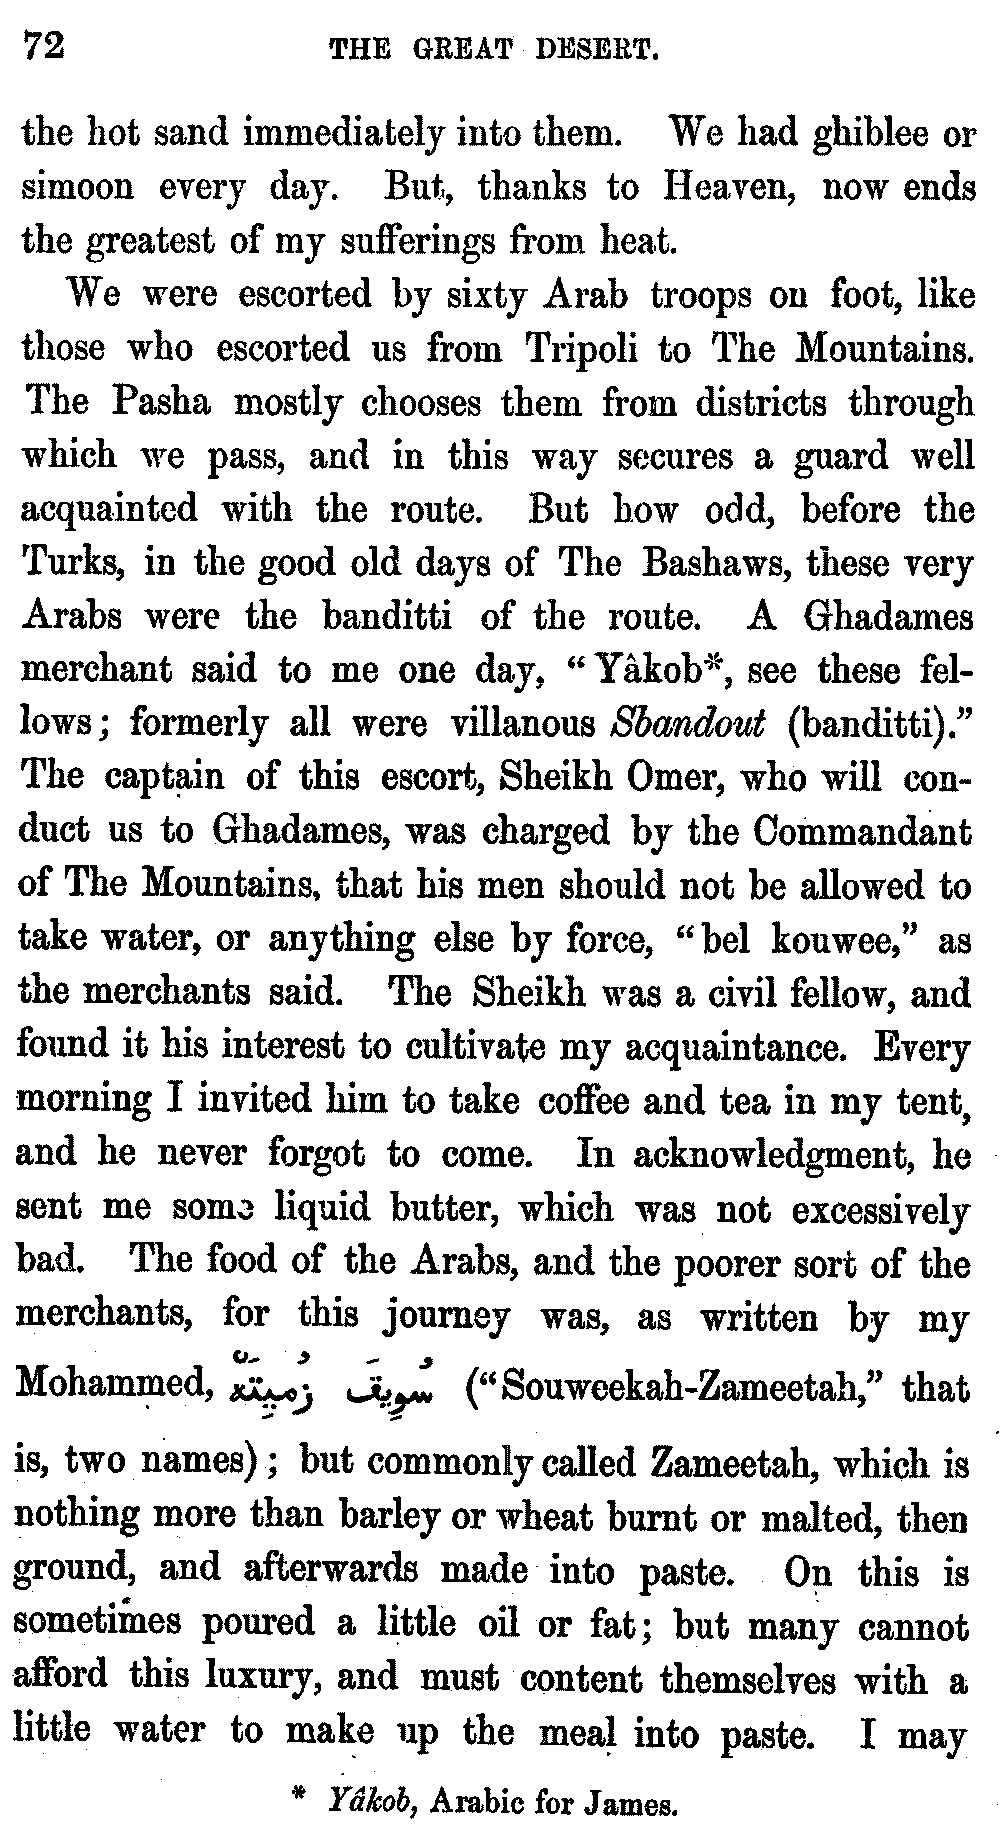 72 THE GREAT DESERT.
the hot sand immediately into them. We had ghiblee or
simoon every day. But, thanks to Heaven, now ends
the greatest of my sufferings from heat.
We were escorted by sixty Arab troops on foot, like
those who escorted us from Tripoli to The Mountains.
The Pasha mostly chooses them from districts through
which we pass, and in this way secures a guard well
acquainted with the route. But how odd, before the
Turks, in the good old days of The Bashaws, these very
Arabs were the banditti of the route. A Ghadames
merchant said to me one day, “Yâkob*, see these fel-
lows; formerly all were villanous Sbandout (banditti).”
The captain of this escort, Sheikh Omer, who will con-
duct us to Ghadames, was charged by the Commandant
of The Mountains, that his men should not be allowed to
take water, or anything else by force, “bel kouwee,” as
the merchants said. The Sheikh was a civil fellow, and
found it his interest to cultivate my acquaintance. Every
morning I invited him to take coffee and tea in my tent,
and he never forgot to come. In acknowledgment, he
sent me some liquid butter, which was not excessively
bad. The food of the Arabs, and the poorer sort of the
merchants, for this journey was, as written by my
Mohammed, سُويِقَة زُمِيتَةٌ (“Souweekah-Zameetah,” that
is, two names); but commonly called Zameetah, which is
nothing more than barley or wheat burnt or malted, then
ground, and afterwards made into paste. On this is
sometimes poured a little oil or fat; but many cannot
afford this luxury, and must content themselves with a
little water to make up the meal into paste. I may
* Yâkob, Arabic for James.